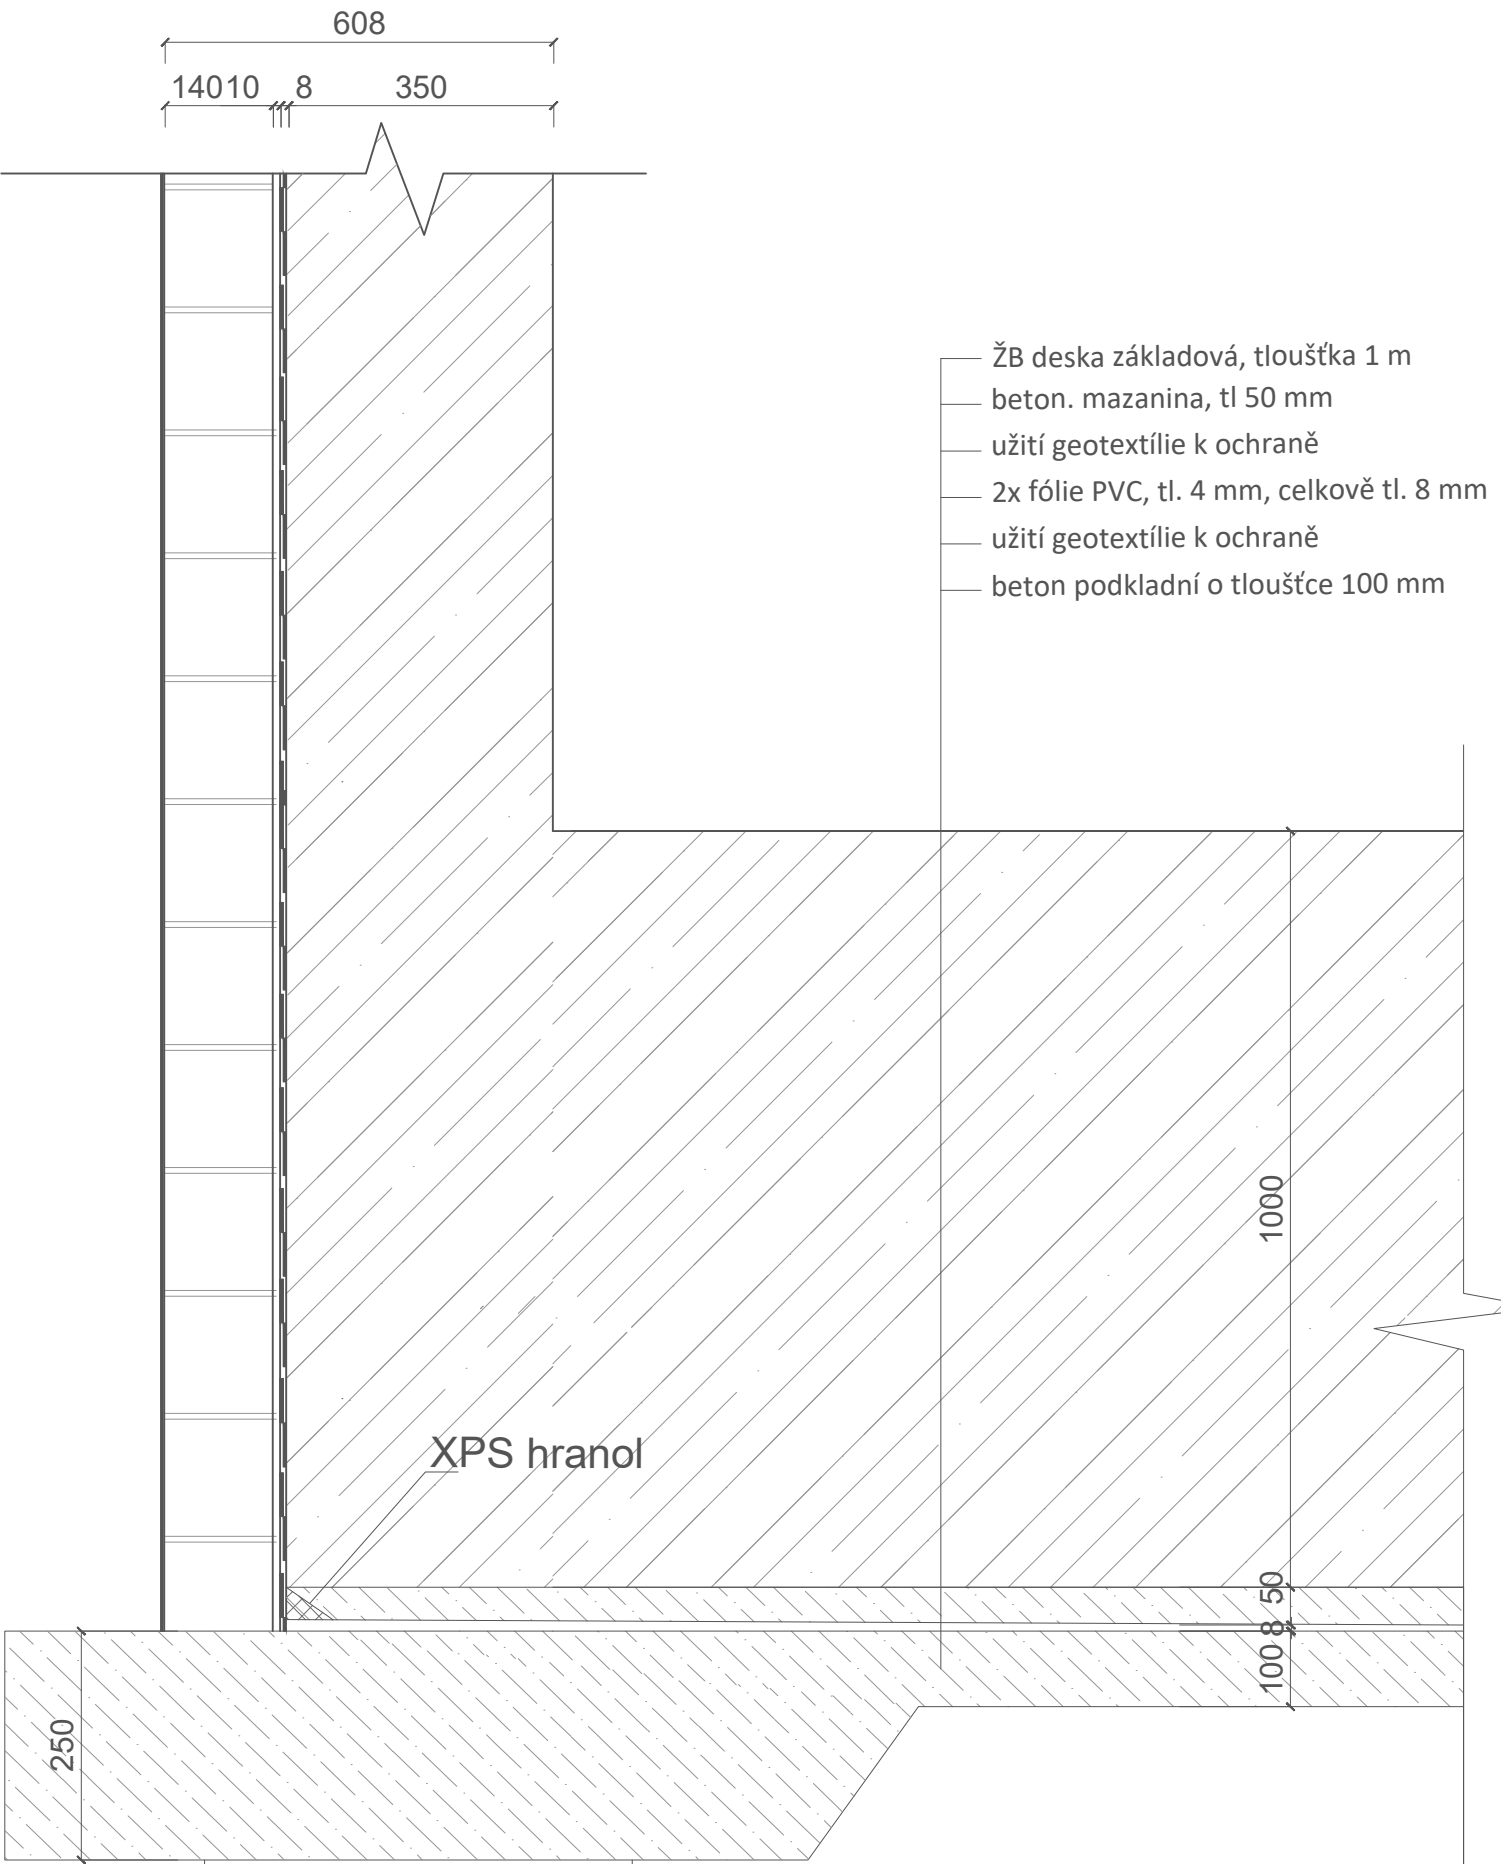 608
140 10 8 350
ŽB deska základová, tloušťka 1 m
beton. mazanina, tl 50 mm
užití geotextílie k ochraně
2x fólie PVC, tl. 4 mm, celkově tl. 8 mm
užití geotextílie k ochraně
beton podkladní o tloušťce 100 mm
1000
XPS hranol
50
8
100
250